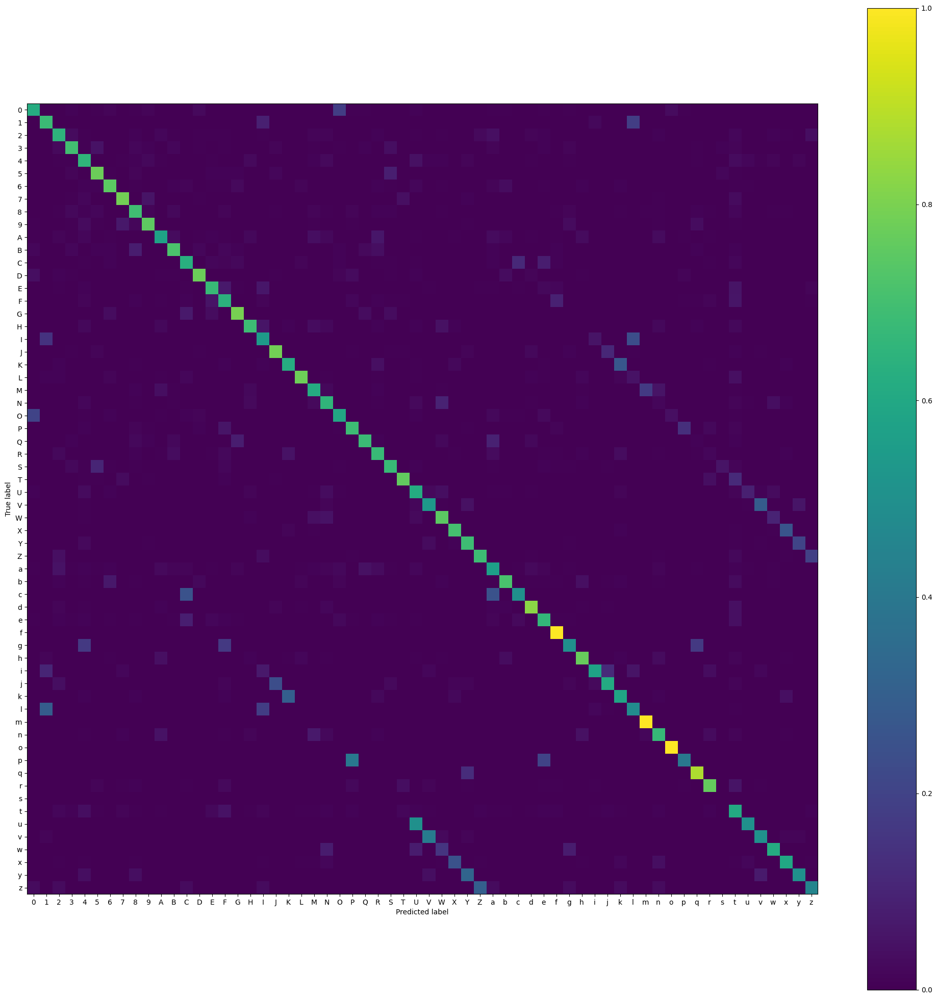 1.0
0.8
0.6
0.4
0.2
0.0
True label
0
1
2
3
4
5
6
7
8
9
A
B
C
D
E
F
G
H
I
J
K
L
M
N
O
P
Q
R
S
T
U
V
W
X
Y
Z
a
b
c
d
e
f
g
h
i
j
k
l
m
n
o
p
q
r
s
t
u
v
w
x
y
z
0 1 2 3 4 5 6 7 8 9 A B C D E F G H I J K L M N O P Q R S T U V W X Y Z a b c d e f g h i j k l m n o p q r s t u v w x y z
Predicted label